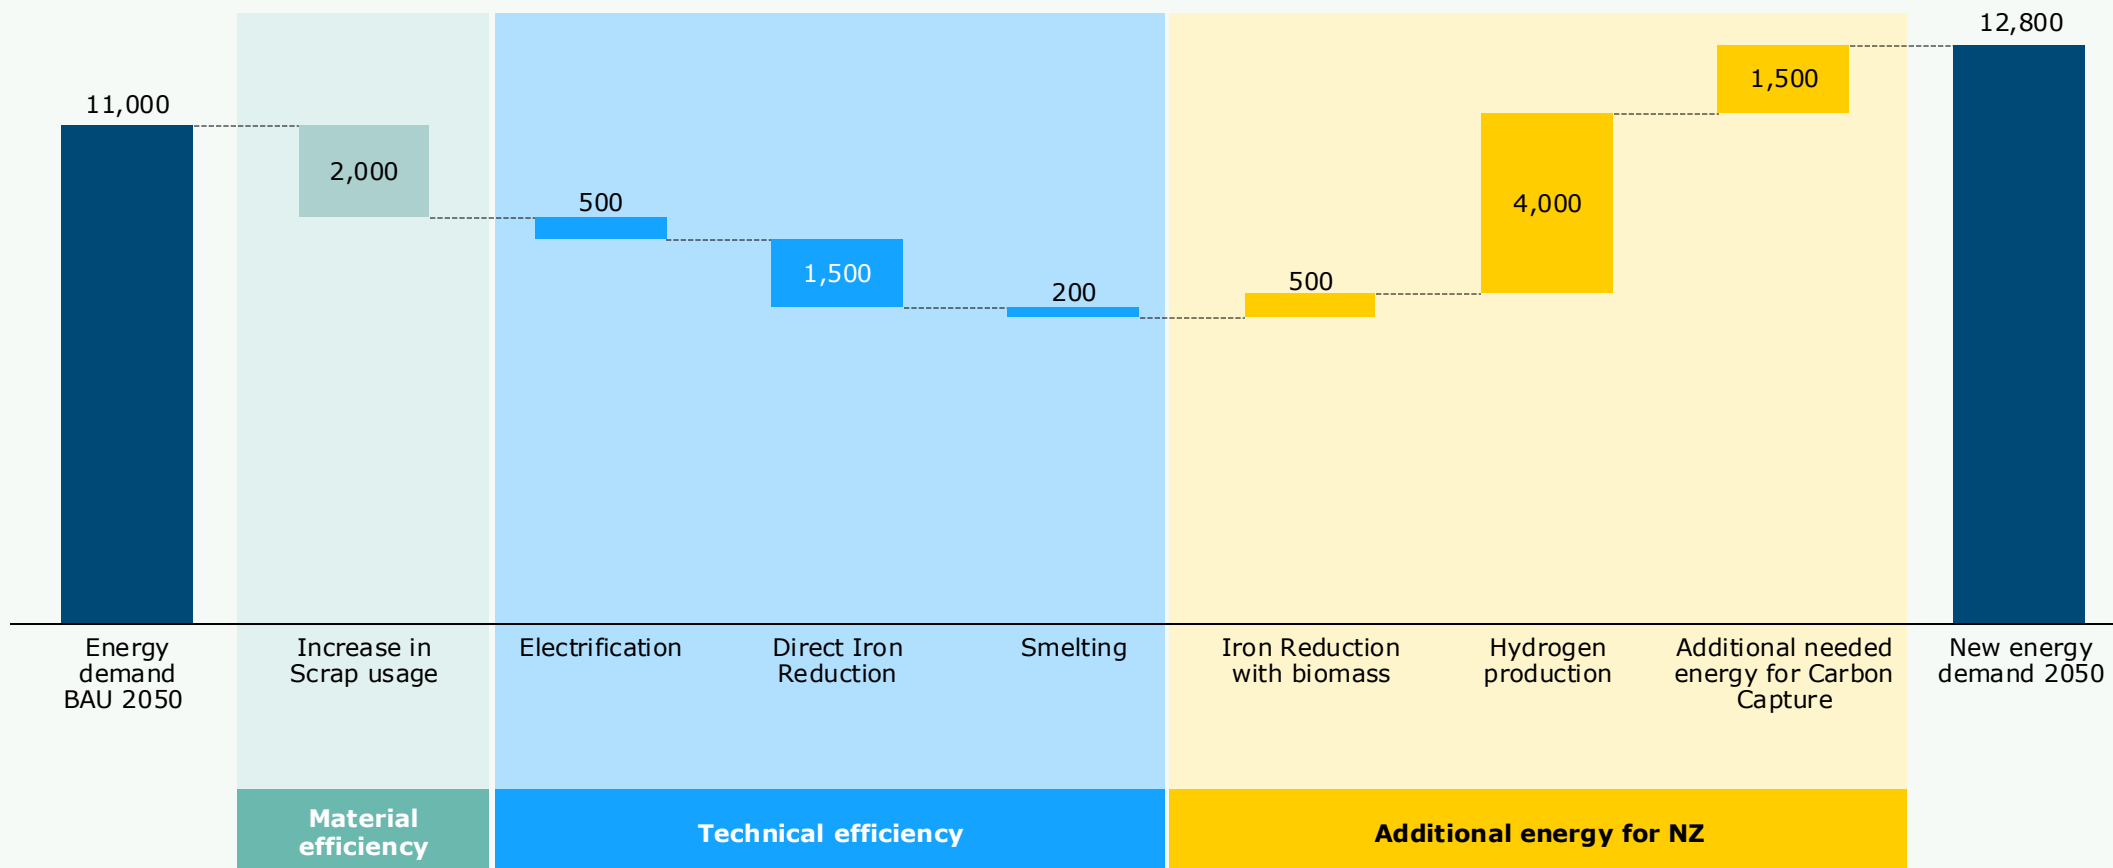 12,800
11,000
1,500
2,000
500
4,000
1,500
500
200
Energy
demand
BAU 2050
Increase in
Scrap usage
Electrification
Direct Iron
Reduction
Smelting
Iron Reduction
with biomass
Hydrogen
production
Additional needed
energy for Carbon
Capture
New energy
demand 2050
Material
efficiency
Technical efficiency
Additional energy for NZ